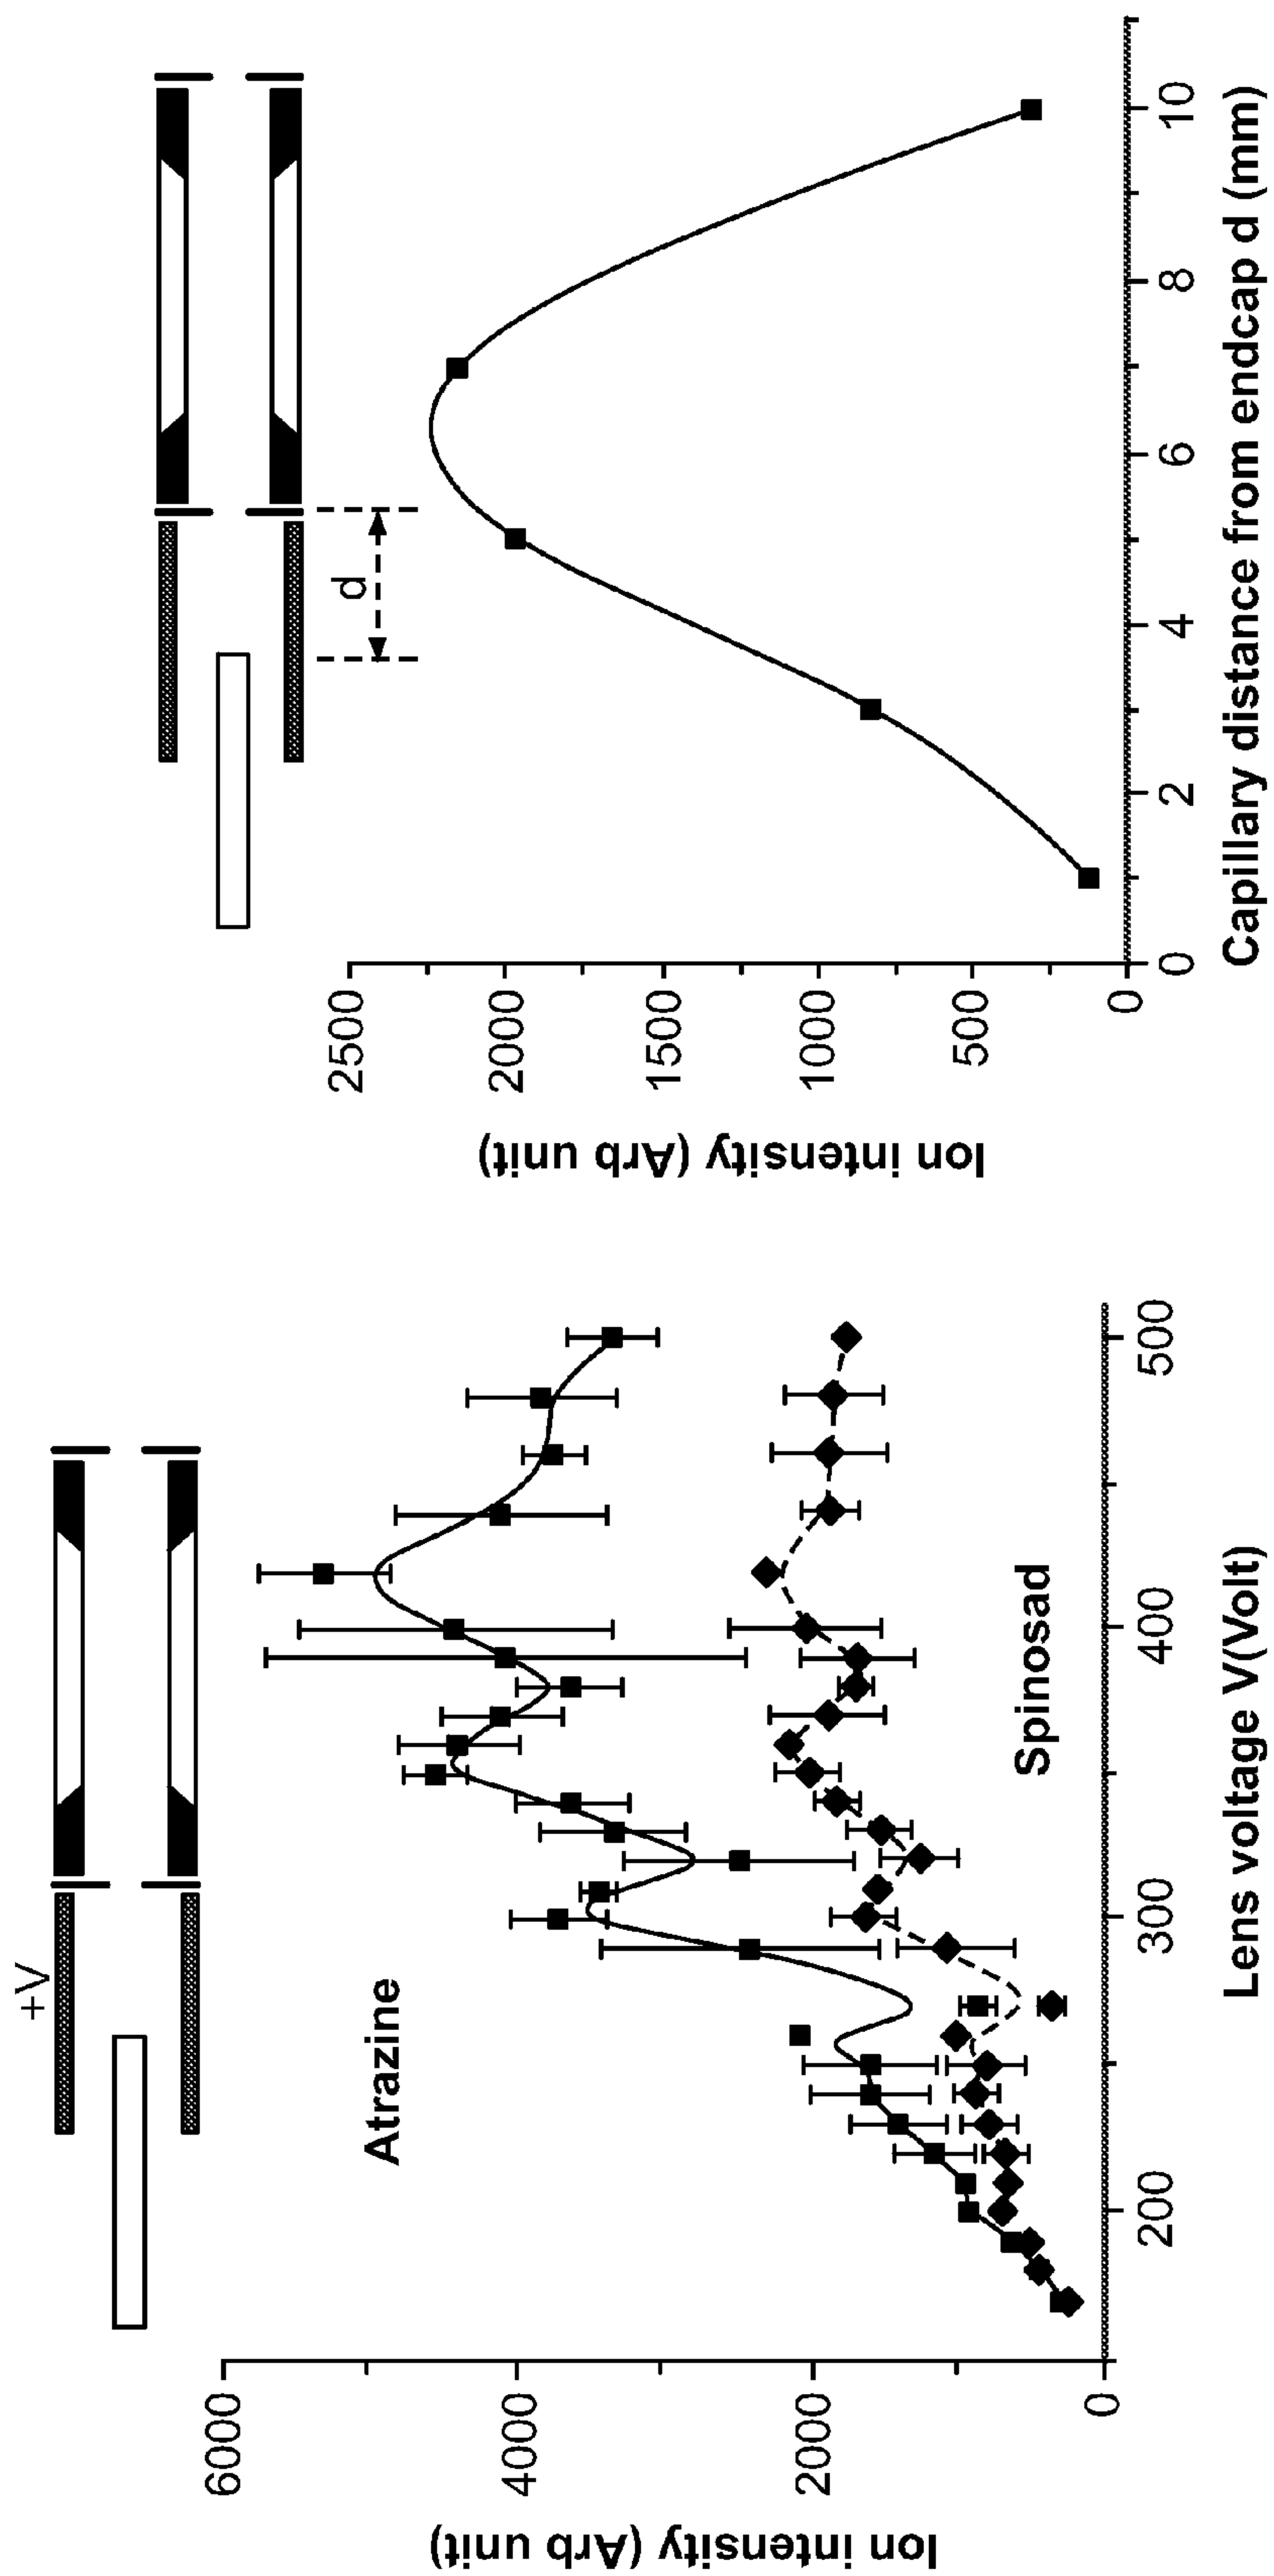 +V
Atrazine
Spinosad
6000
4000
2000
0
200
300
400
500
Ion intensity (Arb unit)
Lens voltage V(Volt)
d
2500
2000
1500
1000
500
0
0
2
4
6
8
10
Ion intensity (Arb unit)
Capillary distance from endcap d (mm)